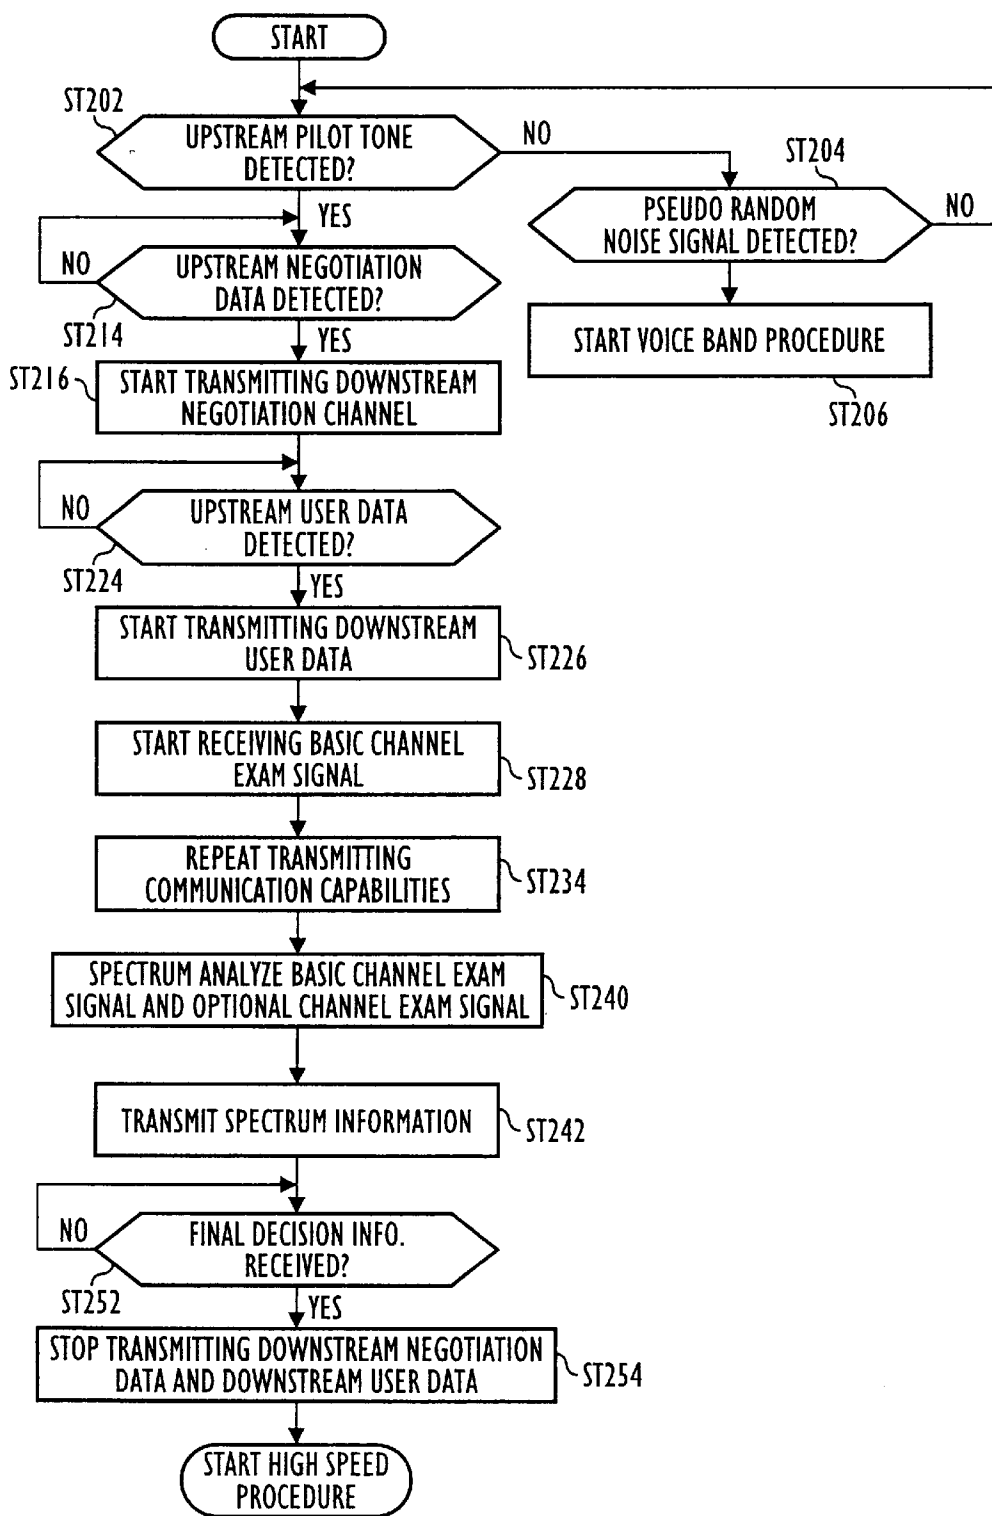 START
ST202
UPSTREAM PILOT TONE
DETECTED?
NO
YES
ST204
PSEUDO RANDOM
NOISE SIGNAL DETECTED?
NO
START VOICE BAND PROCEDURE
ST206
NO
UPSTREAM NEGOTIATION
DATA DETECTED?
ST214
YES
ST216
START TRANSMITTING DOWNSTREAM
NEGOTIATION CHANNEL
NO
UPSTREAM USER DATA
DETECTED?
ST224
YES
START TRANSMITTING DOWNSTREAM
USER DATA
ST226
START RECEIVING BASIC CHANNEL
EXAM SIGNAL
ST228
REPEAT TRANSMITTING
COMMUNICATION CAPABILITIES
ST234
SPECTRUM ANALYZE BASIC CHANNEL EXAM
SIGNAL AND OPTIONAL CHANNEL EXAM SIGNAL
ST240
TRANSMIT SPECTRUM INFORMATION
ST242
NO
FINAL DECISION INFO.
RECEIVED?
ST252
YES
STOP TRANSMITTING DOWNSTREAM NEGOTIATION
DATA AND DOWNSTREAM USER DATA
ST254
START HIGH SPEED
PROCEDURE